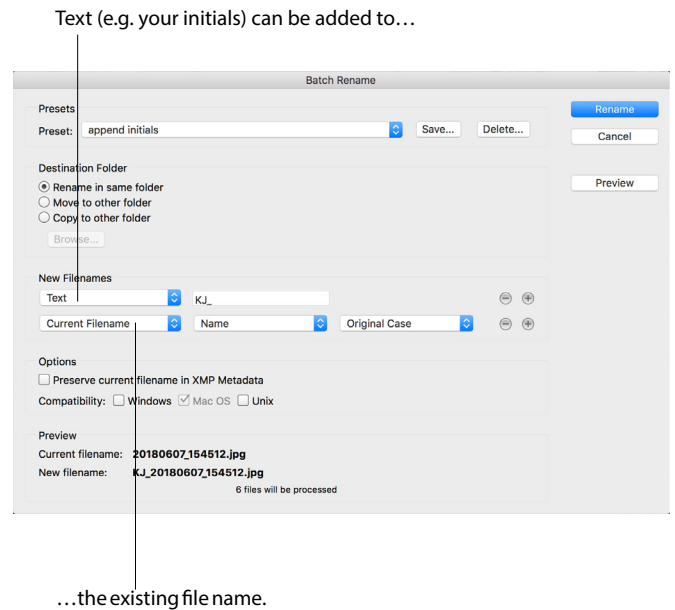 Text (e.g. your initials) can be added to…
Batch Rename
Presets
Preset: append initials Save... Delete...
Rename
Cancel
Preview
Destination Folder
Rename in same folder
Move to other folder
Copy to other folder
Browse...
New Filenames
Text KJ_
Current Filename Name Original Case
Options
Preserve current filename in XMP Metadata
Compatibility: Windows Mac OS Unix
Preview
Current filename: 20180607_154512.jpg
New filename: KJ_20180607_154512.jpg
6 files will be processed
…the existing file name.